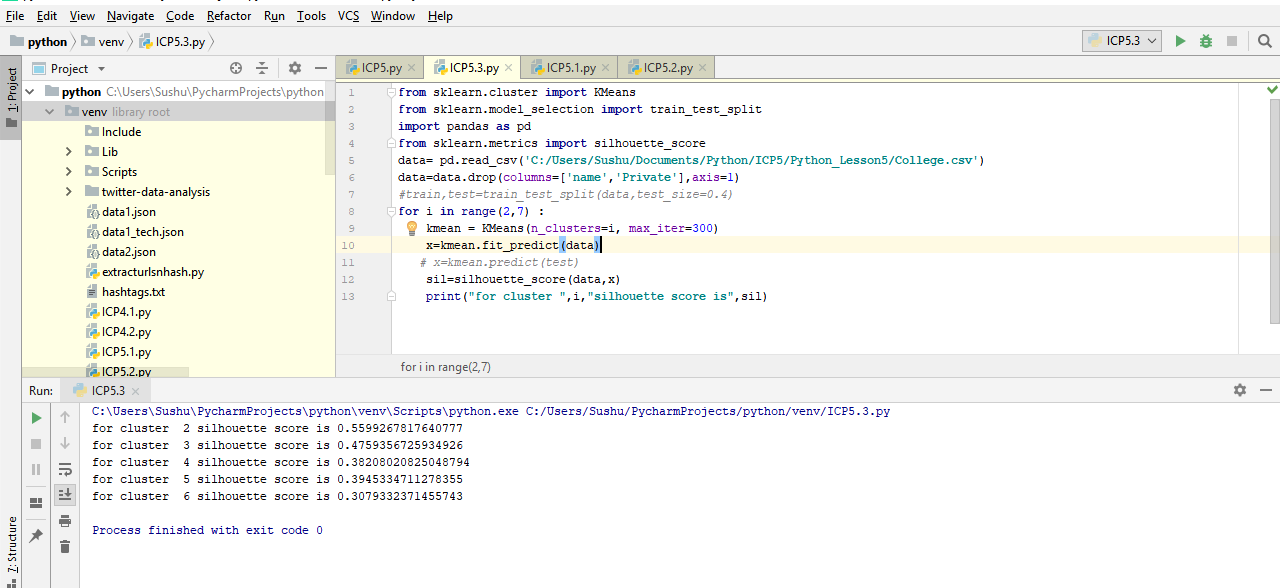 File Edit View Navigate Code Refactor Run Tools VCS Window Help
python venv ICP5.3.py ICP5.3
1: Project
Project
ICP5.py ICP5.3.py ICP5.1.py ICP5.2.py
python C:\Users\Sushu\PycharmProjects\python
venv library root
Include
Lib
Scripts
twitter-data-analysis
data1.json
data1_tech.json
data2.json
extracturlsnhash.py
hashtags.txt
ICP4.1.py
ICP4.2.py
ICP5.1.py
ICP5.2.py
1 from sklearn.cluster import KMeans
2 from sklearn.model_selection import train_test_split
3 import pandas as pd
4 from sklearn.metrics import silhouette_score
5 data= pd.read_csv('C:/Users/Sushu/Documents/Python/ICP5/Python_Lesson5/College.csv')
6 data=data.drop(columns=['name','Private'],axis=1)
7 #train,test=train_test_split(data,test_size=0.4)
8 for i in range(2,7) :
9 kmean = KMeans(n_clusters=i, max_iter=300)
10 x=kmean.fit_predict(data)
11 # x=kmean.predict(test)
12 sil=silhouette_score(data,x)
13 print("for cluster ",i,"silhouette score is",sil)
for i in range(2,7)
Run: ICP5.3
C:\Users\Sushu\PycharmProjects\python\venv\Scripts\python.exe C:/Users/Sushu/PycharmProjects/python/venv/ICP5.3.py
for cluster  2 silhouette score is 0.5599267817640777
for cluster  3 silhouette score is 0.4759356725934926
for cluster  4 silhouette score is 0.38208020825048794
for cluster  5 silhouette score is 0.3945334711278355
for cluster  6 silhouette score is 0.3079332371455743
Process finished with exit code 0
7: Structure